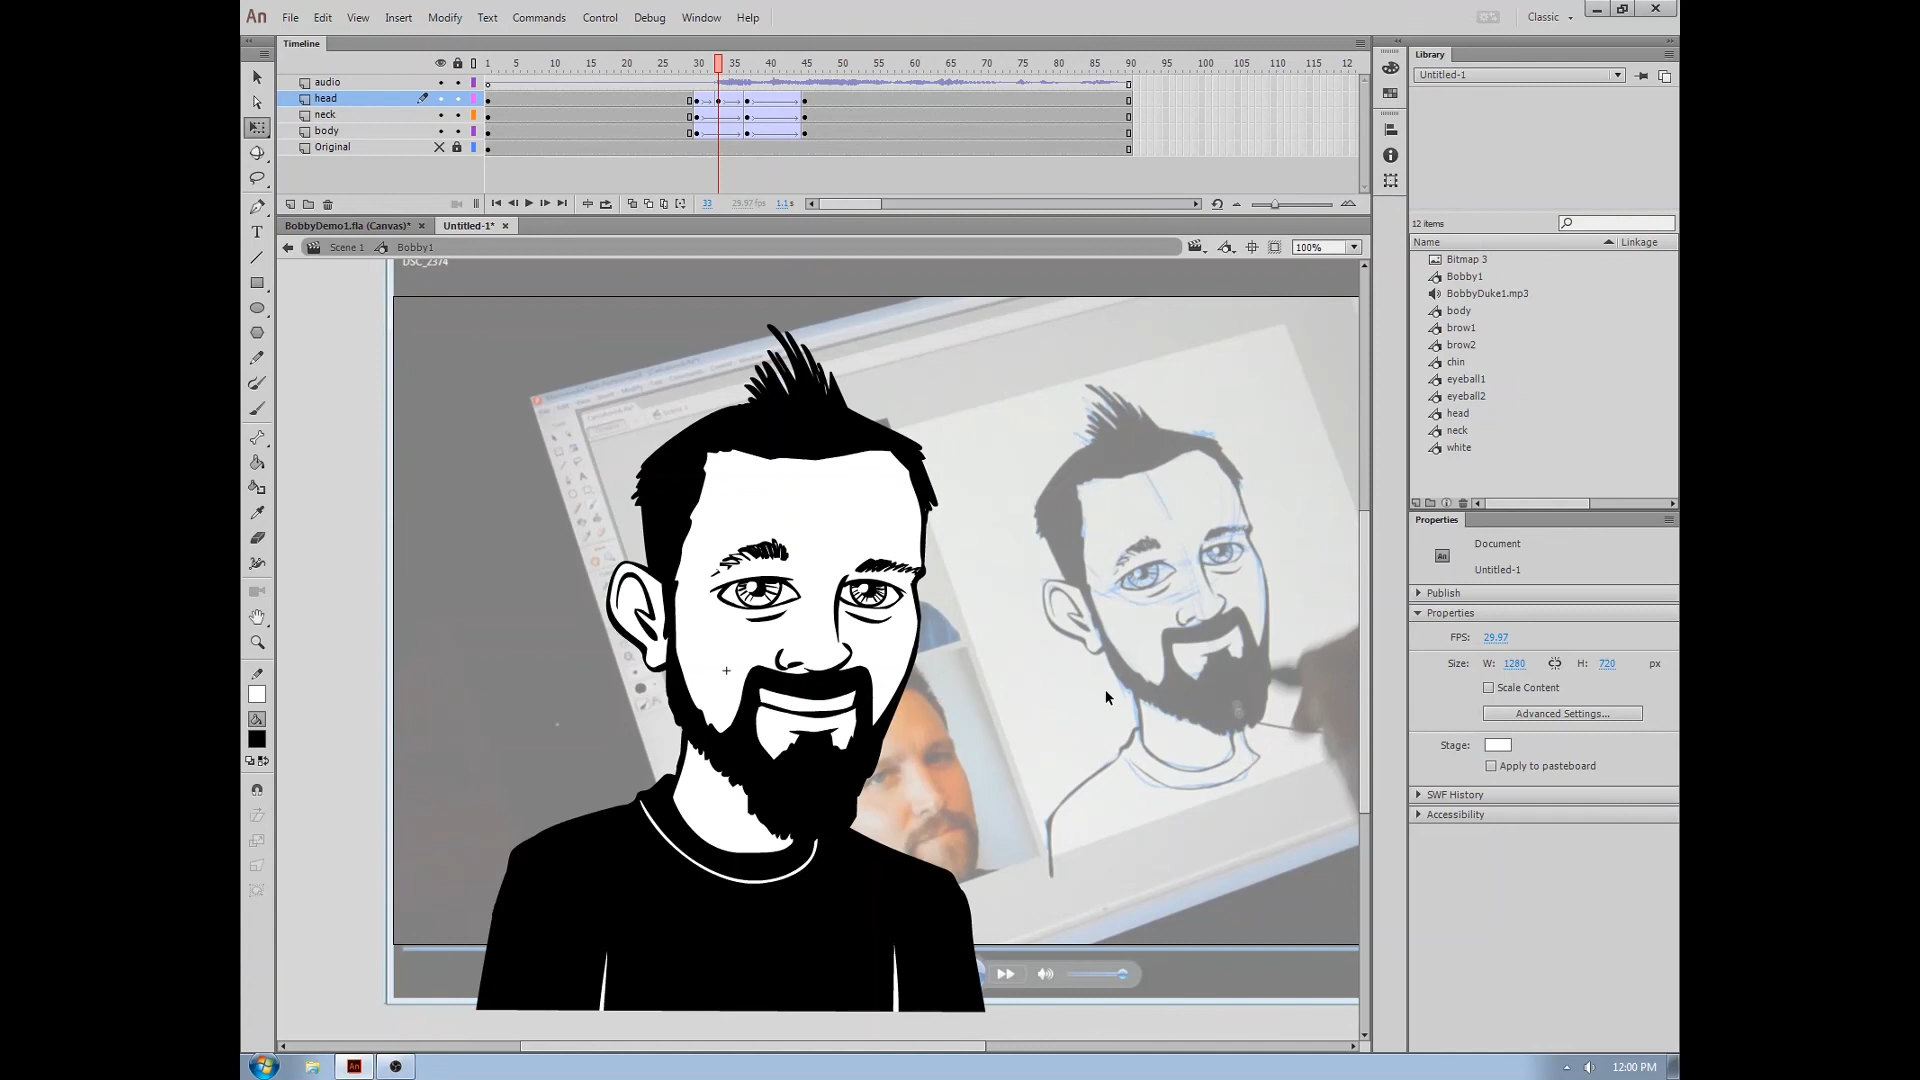 An File Edit View Insert Modify Text Commands Control Debug Window Help Classic
Timeline
1 5 10 15 20 25 30 35 40 45 50 55 60 65 70 75 80 85 90 95 100 105 110 115 12
audio
head
neck
body
Original
33 29.97 fps 1.1 s
BobbyDemo1.fla (Canvas)* Untitled-1*
Scene 1 Bobby1 100%
DSC_2374
Library
Untitled-1
12 items
Name Linkage
Bitmap 3
Bobby1
BobbyDuke1.mp3
body
brow1
brow2
chin
eyeball1
eyeball2
head
neck
white
Properties
An Document
Untitled-1
Publish
Properties
FPS: 29.97
Size: W: 1280 H: 720 px
Scale Content
Advanced Settings...
Stage:
Apply to pasteboard
SWF History
Accessibility
An 12:00 PM